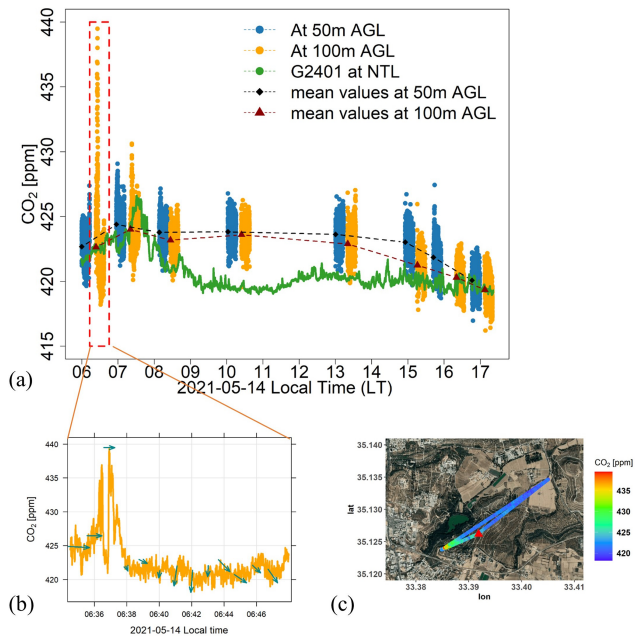 440
435
430
425
420
415
CO₂ [ppm]
At 50m AGL
At 100m AGL
G2401 at NTL
mean values at 50m AGL
mean values at 100m AGL
06 07 08 09 10 11 12 13 14 15 16 17
2021-05-14 Local Time (LT)
(a)
440
435
430
425
420
CO₂ [ppm]
06:36 06:38 06:40 06:42 06:44 06:46
2021-05-14 Local time
(b)
35.140
35.135
35.130
35.125
35.120
lat
33.38 33.39 33.40 33.41
lon
CO₂ [ppm]
435
430
425
420
(c)